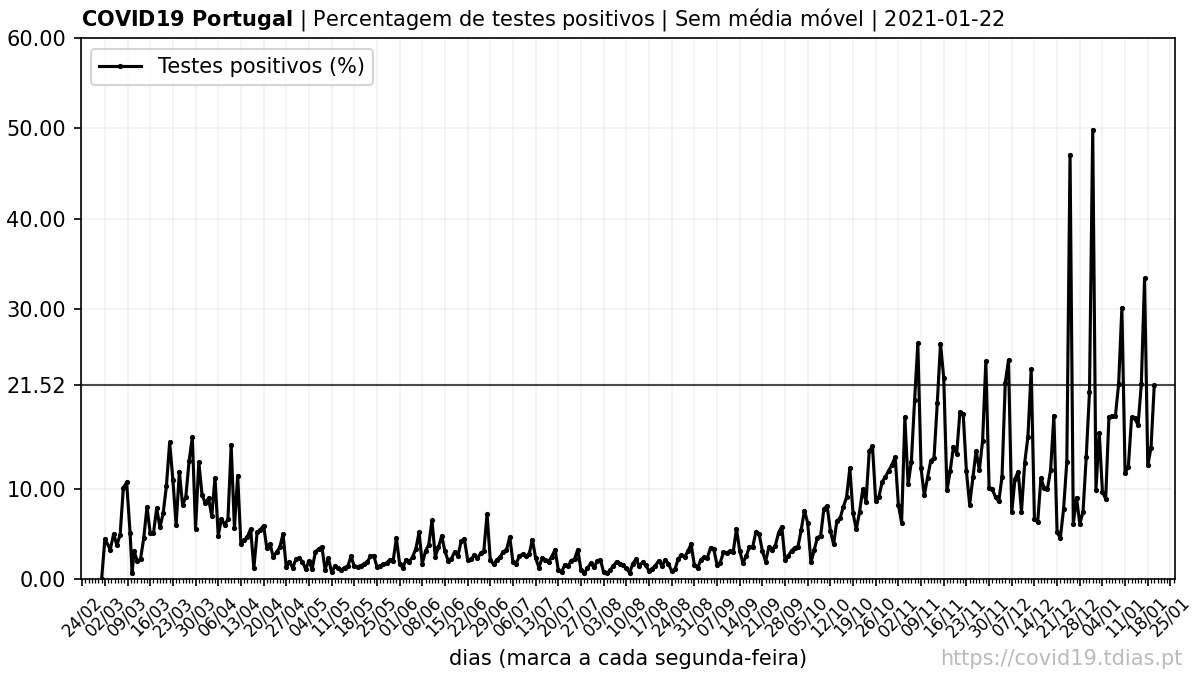 COVID19 Portugal | Percentagem de testes positivos | Sem média móvel | 2021-01-22
60.00
Testes positivos (%)
50.00
40.00
30.00
21.52
10.00
0.00
24/02 02/03 09/03 16/03 23/03 30/03 06/04 13/04 20/04 27/04 04/05 11/05 18/05 25/05 01/06 08/06 15/06 22/06 29/06 06/07 13/07 20/07 27/07 03/08 10/08 17/08 24/08 31/08 07/09 14/09 21/09 28/09 05/10 12/10 19/10 26/10 02/11 09/11 16/11 23/11 30/11 07/12 14/12 21/12 28/12 04/01 11/01 18/01 25/01
dias (marca a cada segunda-feira)
https://covid19.tdias.pt